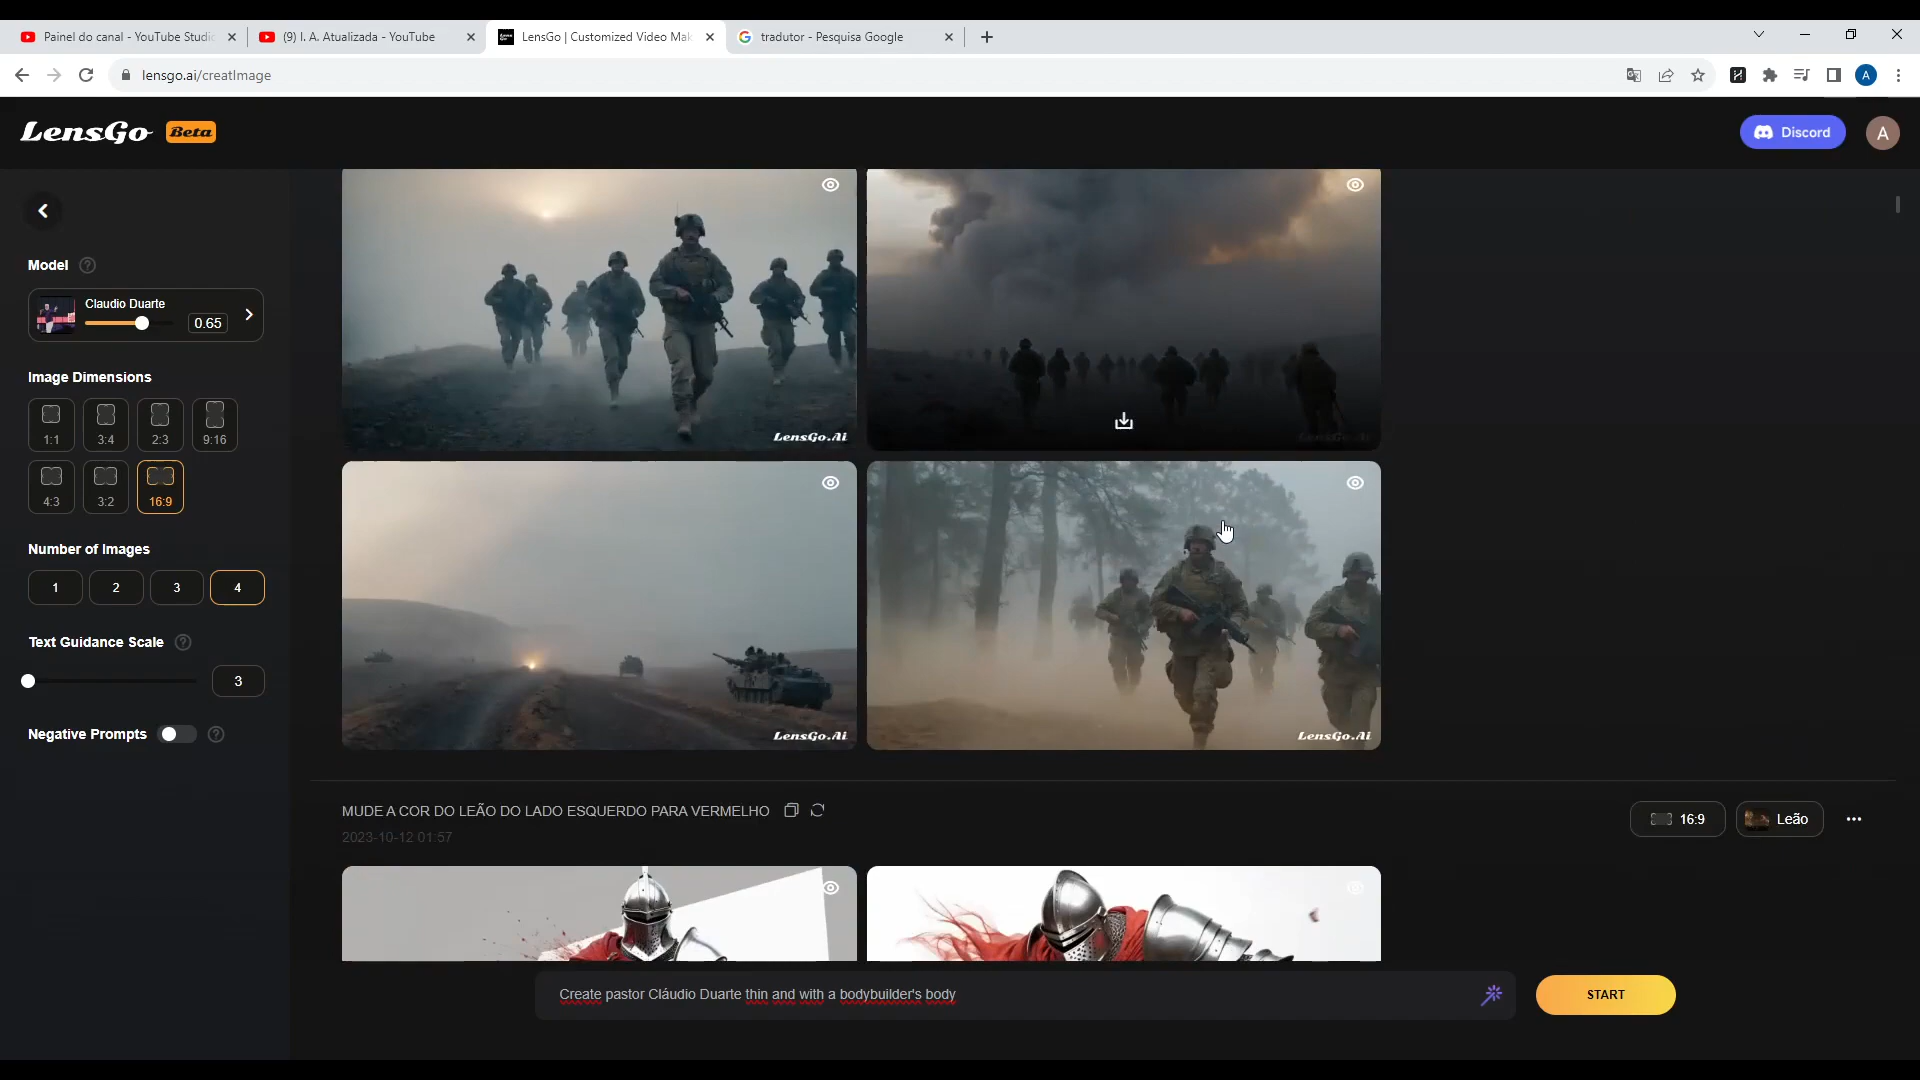 Painel do canal - YouTube Studio
(9) I. A. Atualizada - YouTube
LensGo | Customized Video Mak
tradutor - Pesquisa Google
lensgo.ai/creatImage
A
LensGo Beta
Discord
A
Model
Claudio Duarte
0.65
Image Dimensions
1:1 3:4 2:3 9:16
4:3 3:2 16:9
Number of Images
1 2 3 4
Text Guidance Scale
3
Negative Prompts
LensGo.Ai
LensGo.Ai
LensGo.Ai
LensGo.Ai
MUDE A COR DO LEÃO DO LADO ESQUERDO PARA VERMELHO
2023-10-12 01:57
16:9
Leão
Create pastor Cláudio Duarte thin and with a bodybuilder's body
START